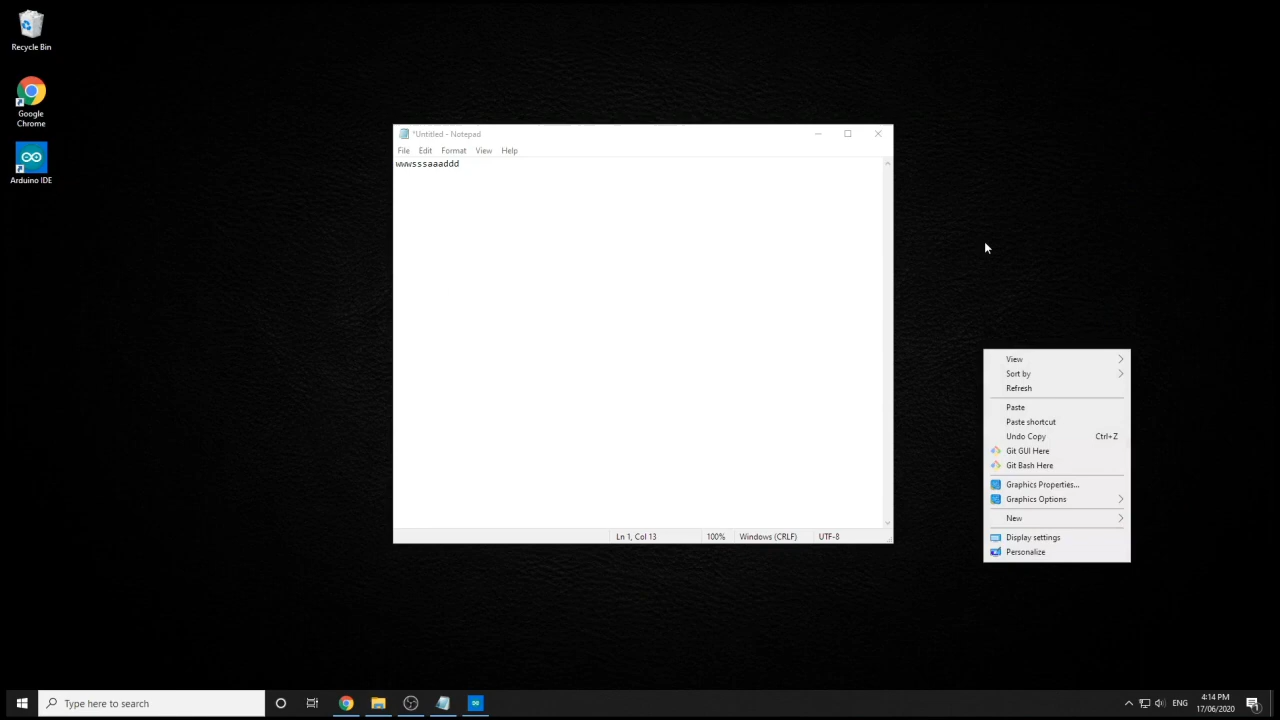 Recycle Bin
Google
Chrome
Arduino IDE
*Untitled - Notepad
File Edit Format View Help
wwwsssaaaddd
Ln 1, Col 13 100% Windows (CRLF) UTF-8
View
Sort by
Refresh
Paste
Paste shortcut
Undo Copy Ctrl+Z
Git GUI Here
Git Bash Here
Graphics Properties...
Graphics Options
New
Display settings
Personalize
Type here to search
ENG
4:14 PM
17/06/2020